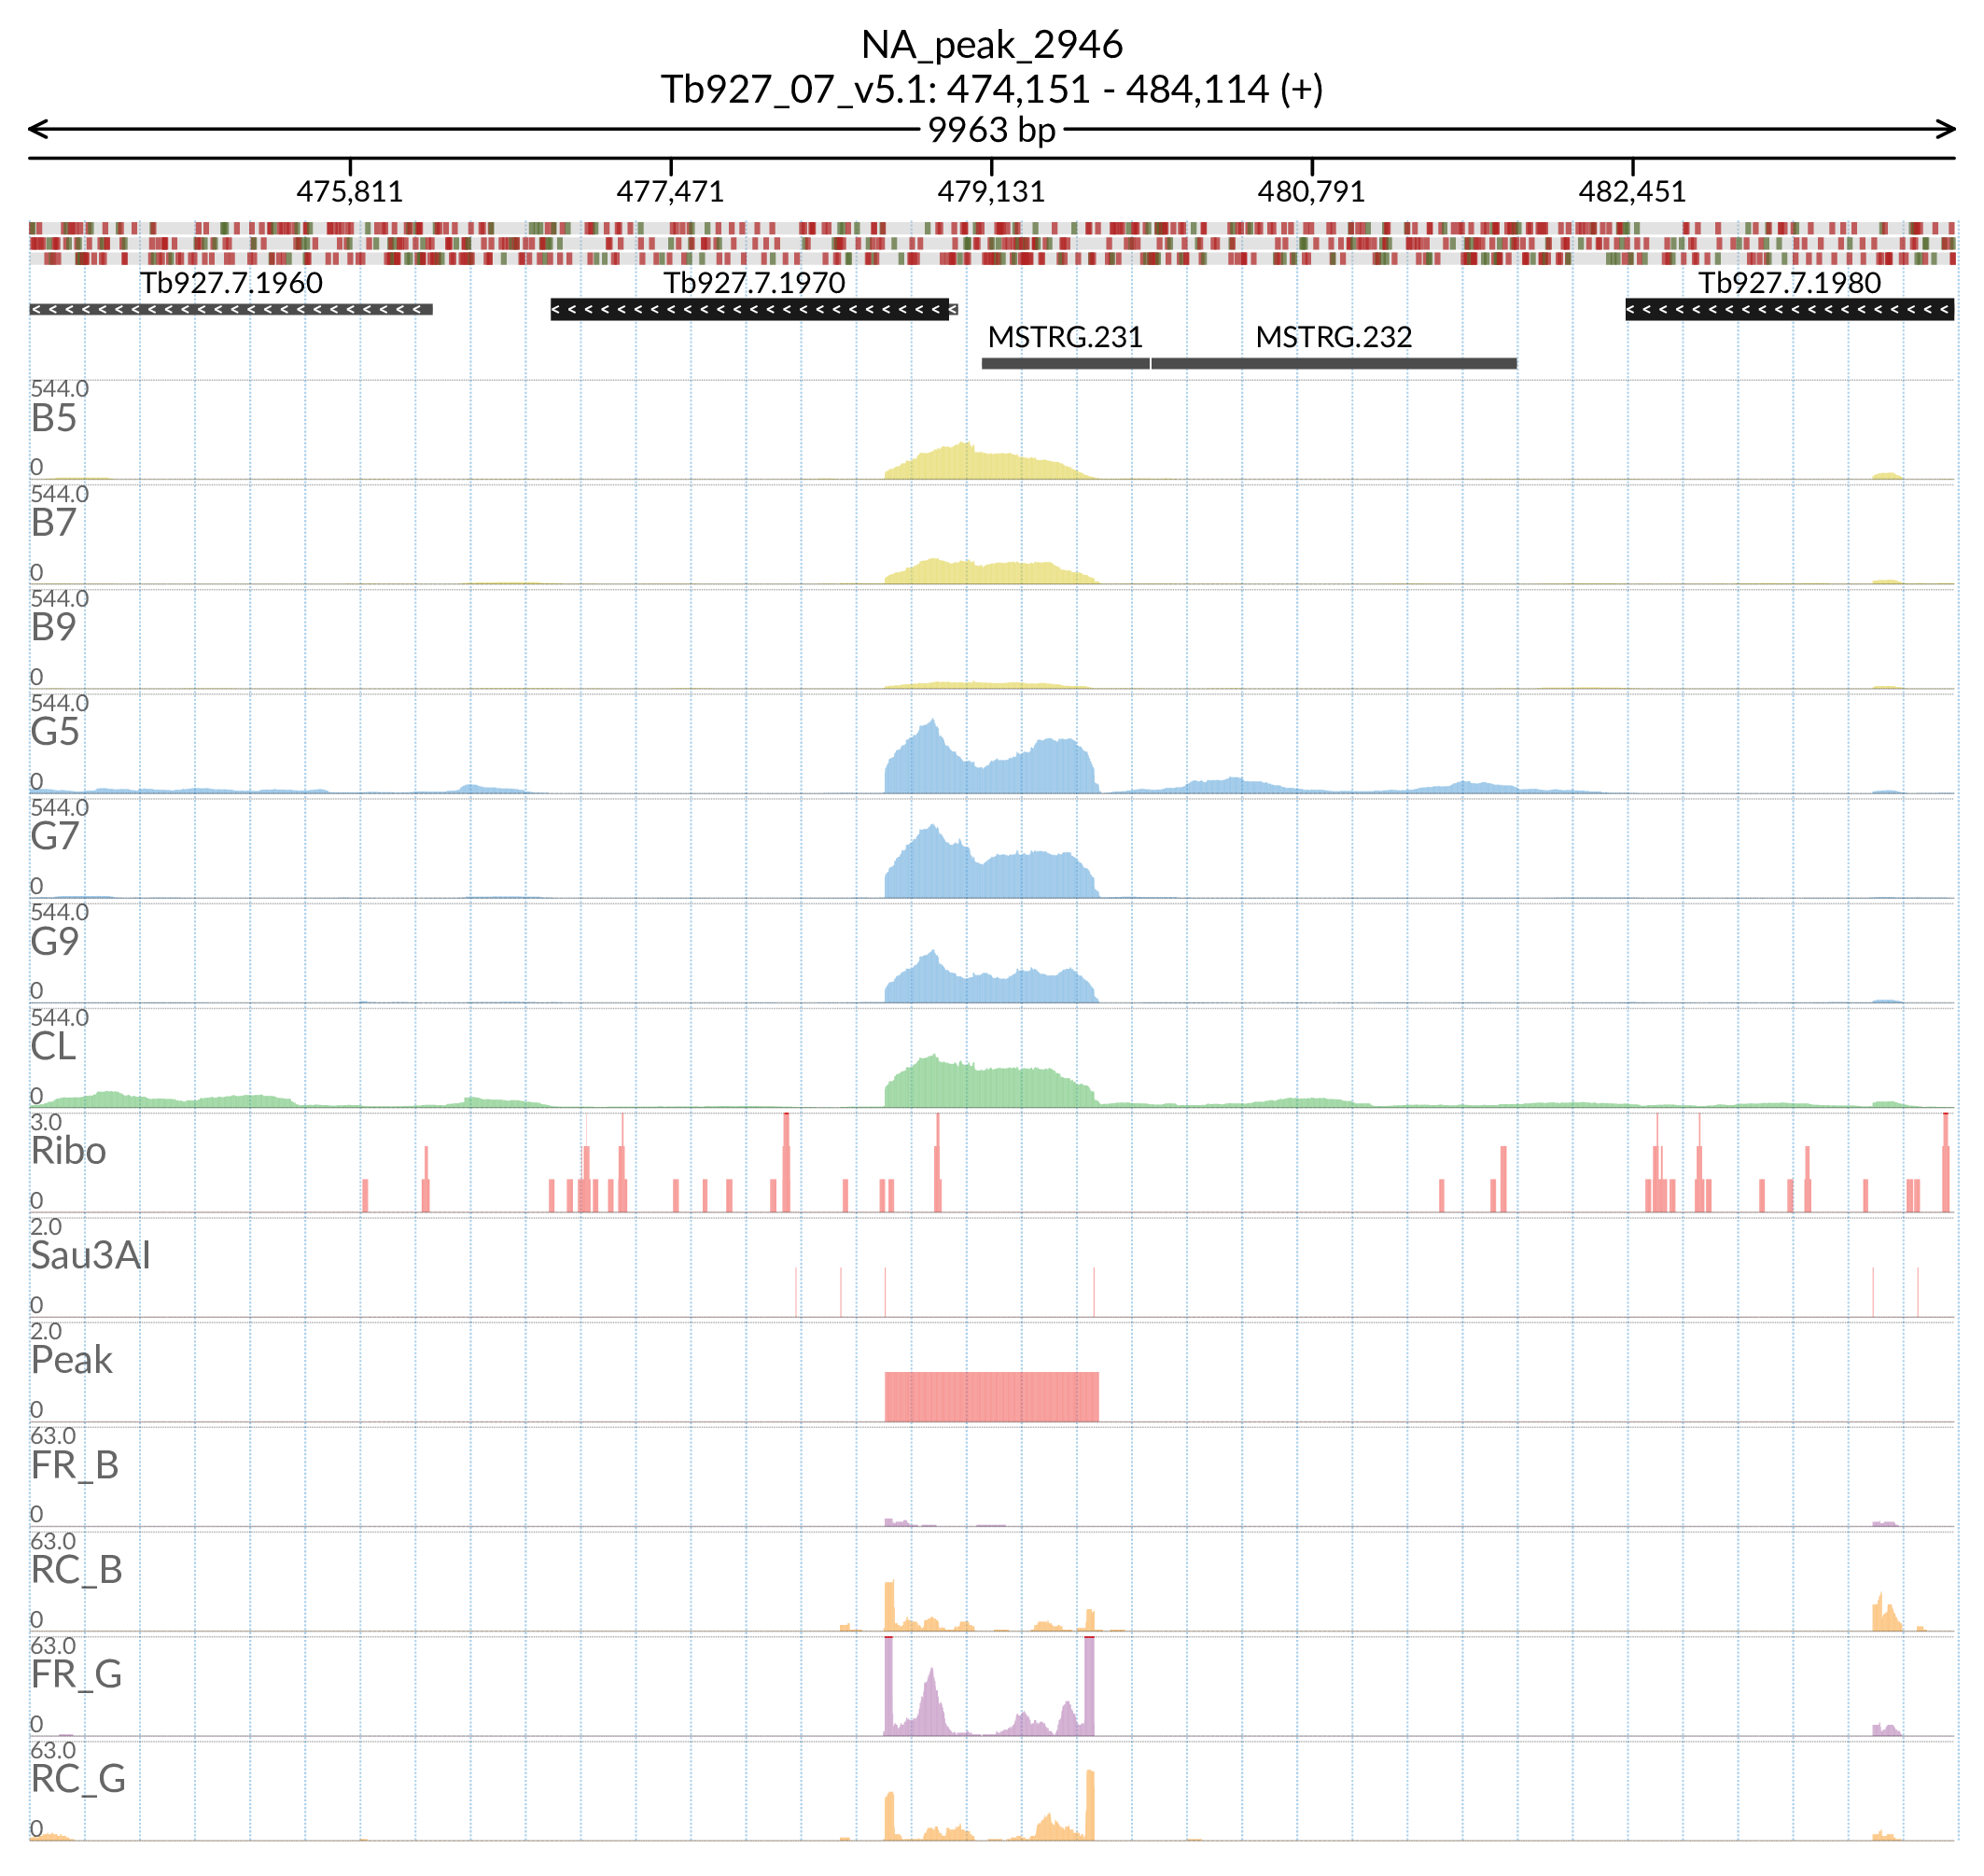 NA_peak_2946
Tb927_07_v5.1: 474,151 - 484,114 (+)
9963 bp
475,811 477,471 479,131 480,791 482,451
Tb927.7.1960 Tb927.7.1970 Tb927.7.1980
MSTRG.231 MSTRG.232
544.0
B5
0
544.0
B7
0
544.0
B9
0
544.0
G5
0
544.0
G7
0
544.0
G9
0
544.0
CL
0
3.0
Ribo
0
2.0
Sau3AI
0
2.0
Peak
0
63.0
FR_B
0
63.0
RC_B
0
63.0
FR_G
0
63.0
RC_G
0